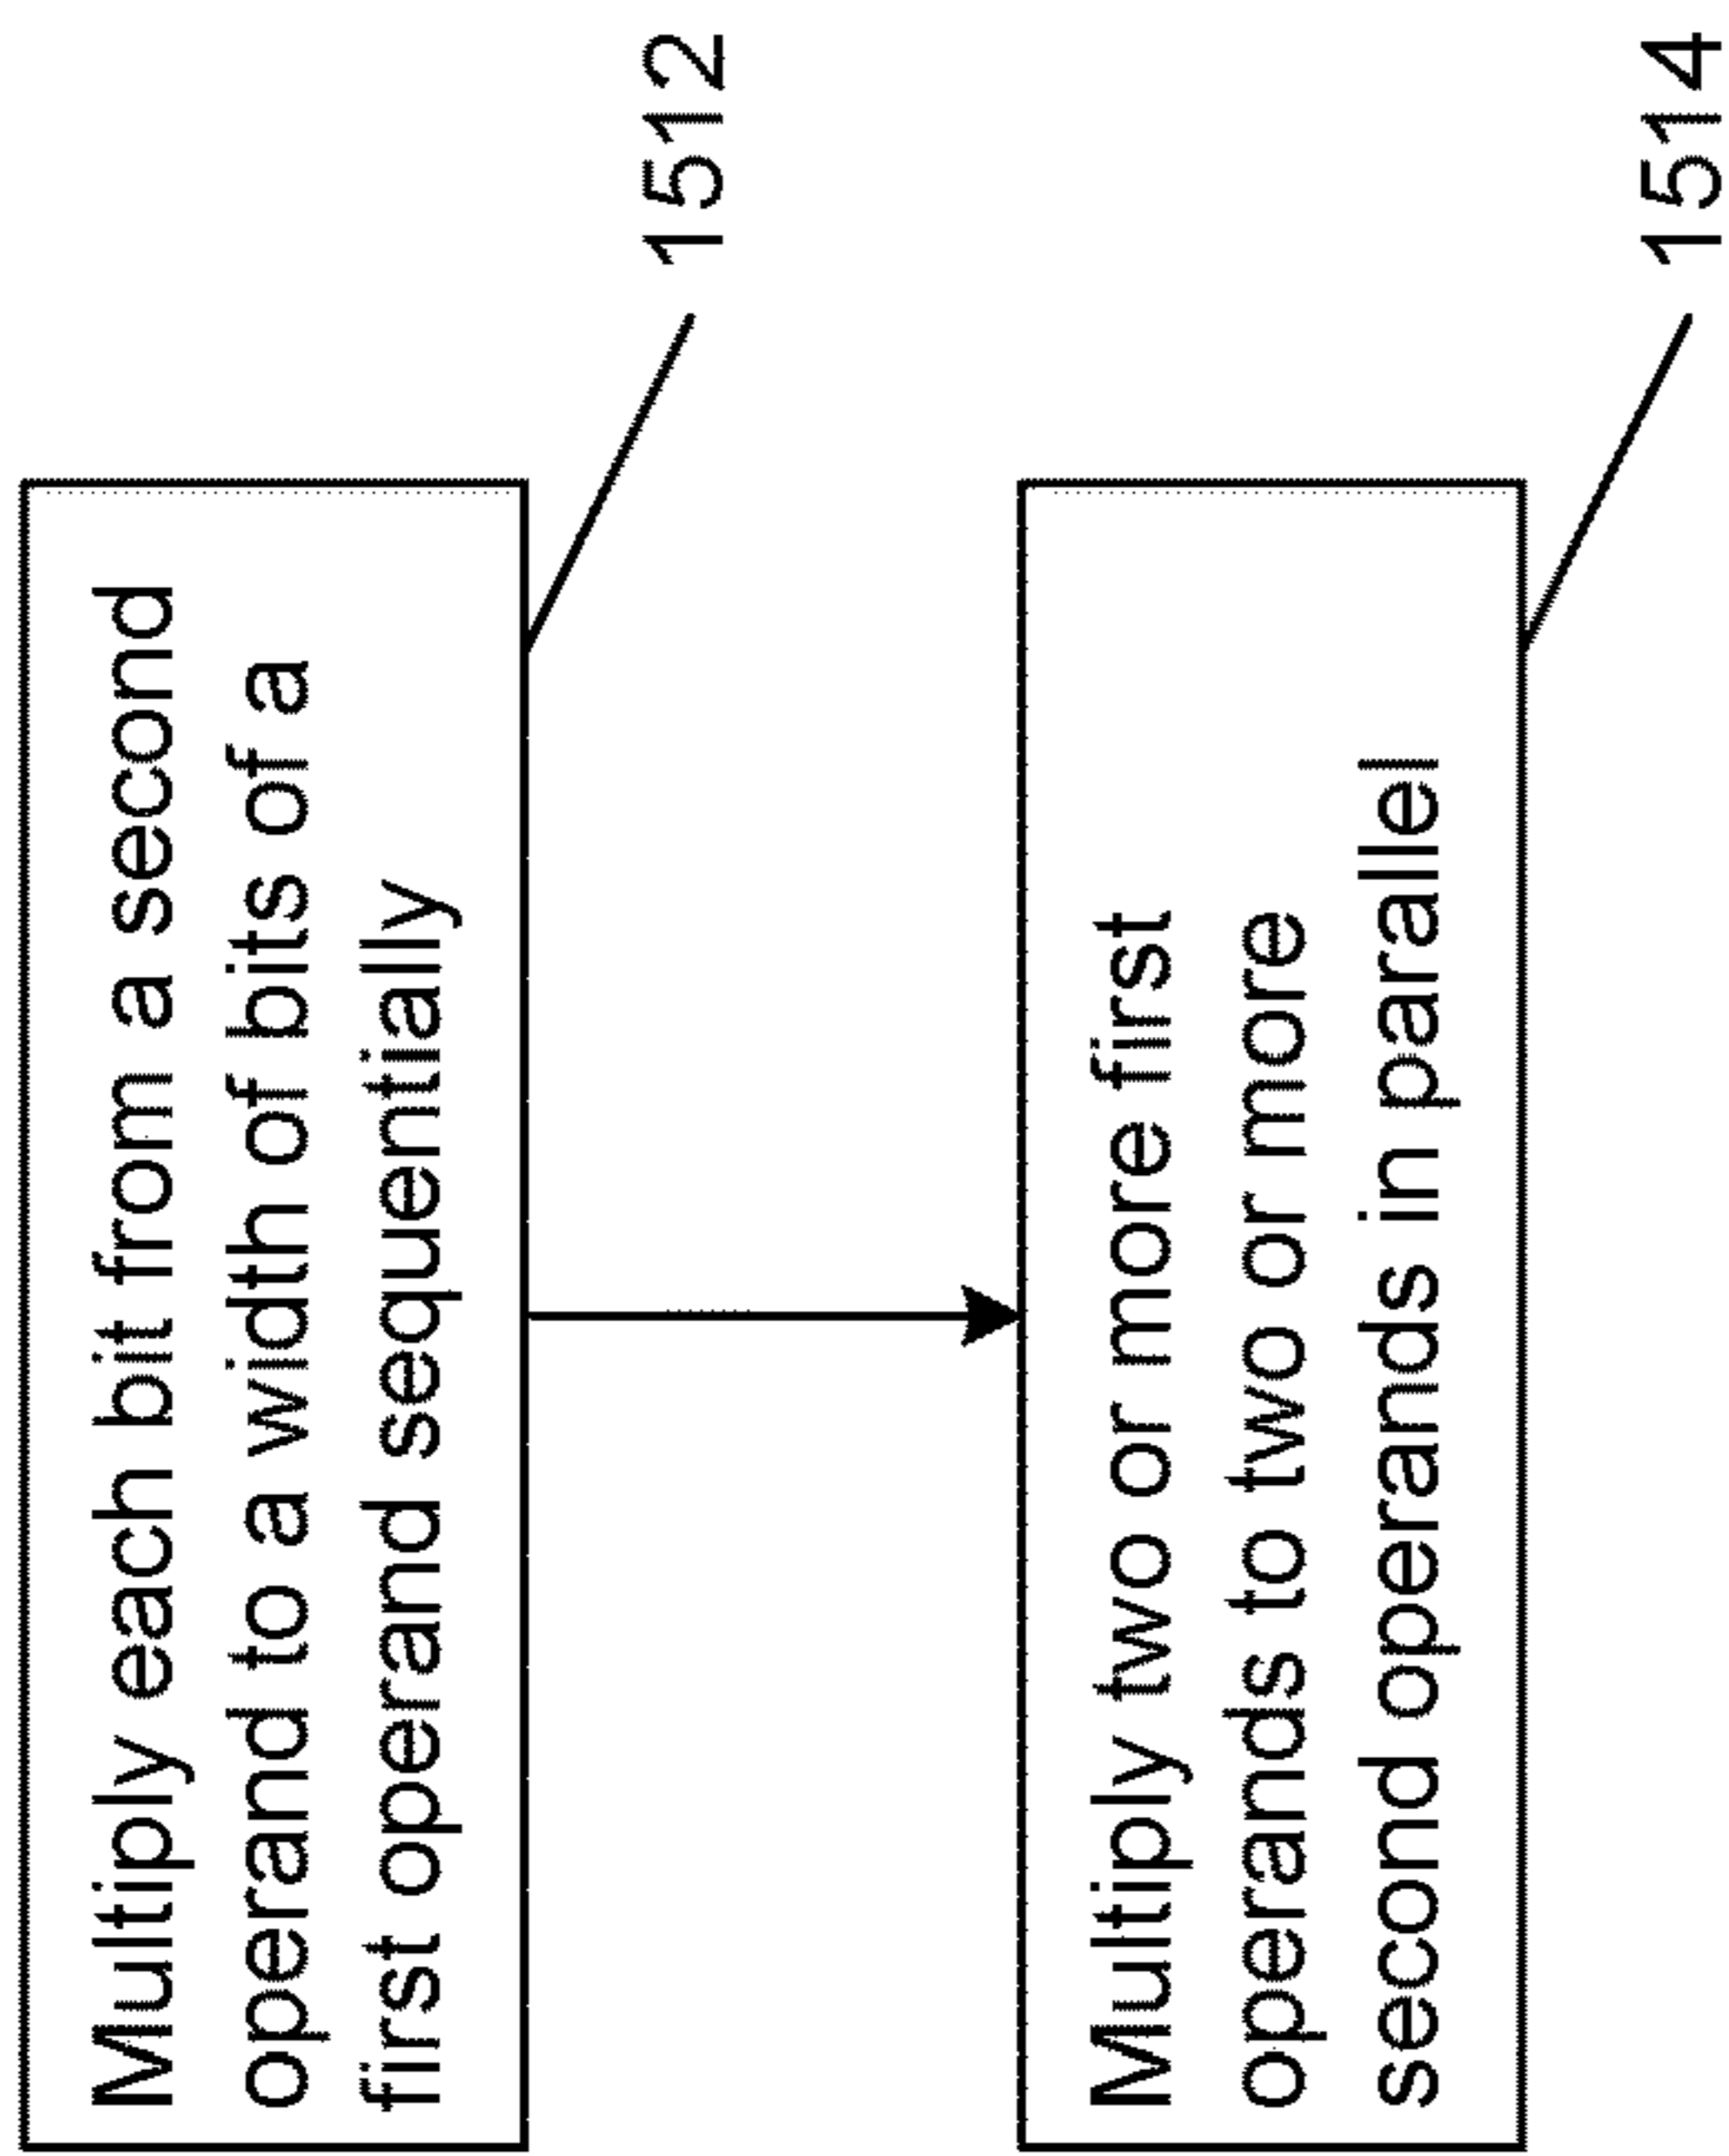 Multiply each bit from a second
operand to a width of bits of a
first operand sequentially
1512
Multiply two or more first
operands to two or more
second operands in parallel
1514